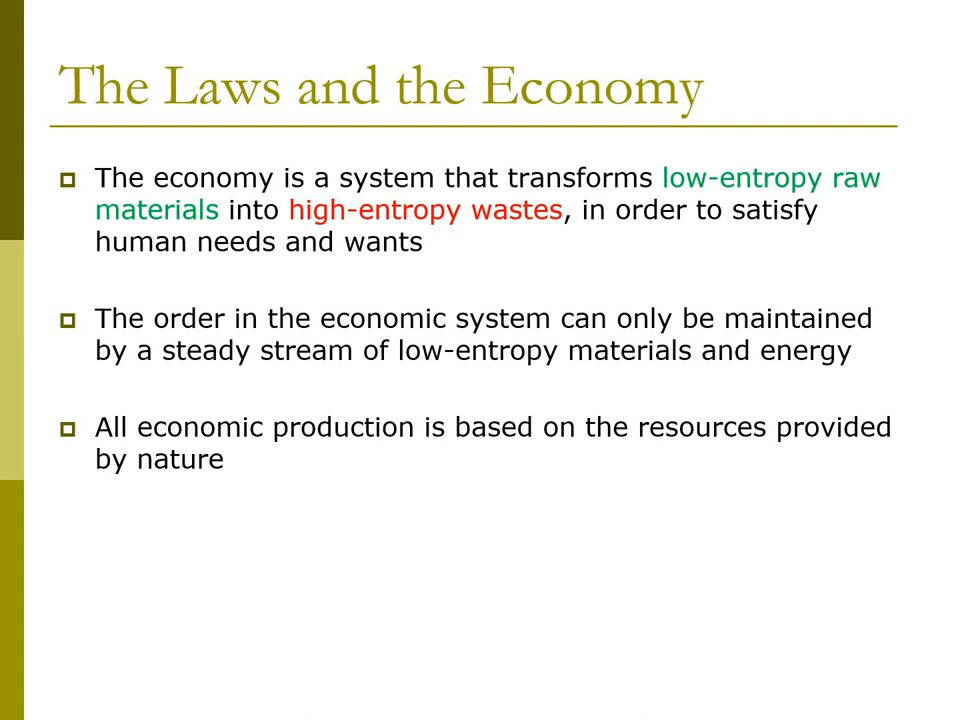 The Laws and the Economy
The economy is a system that transforms low-entropy raw
materials into high-entropy wastes, in order to satisfy
human needs and wants
The order in the economic system can only be maintained
by a steady stream of low-entropy materials and energy
All economic production is based on the resources provided
by nature